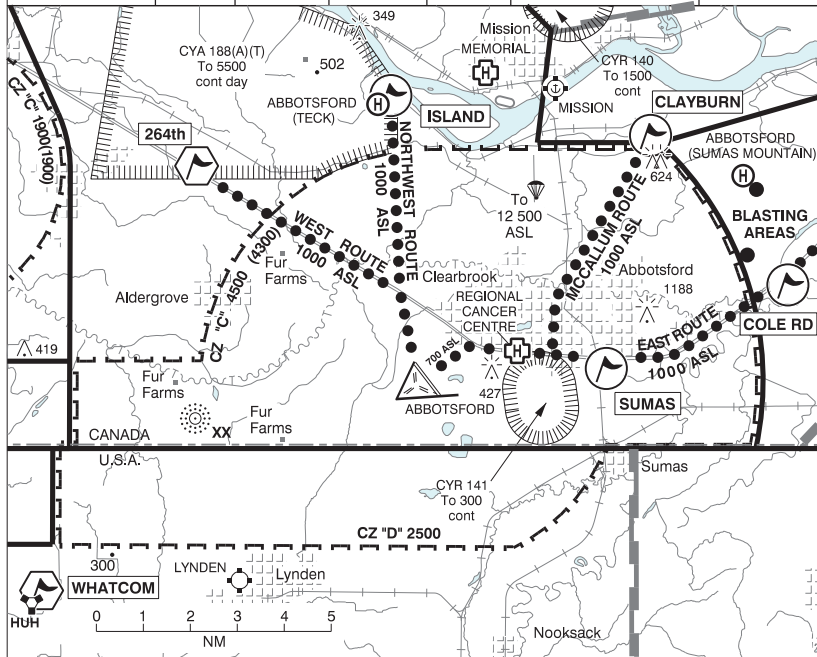 349
Mission
MEMORIAL
CYA 188(A)(T)
To 5500
cont day
502
CYR 140
To 1500
cont
ABBOTSFORD
(TECK)
H
H
ISLAND
MISSION
CLAYBURN
CZ "C" 1900(1900)
264th
ABBOTSFORD
(SUMAS MOUNTAIN)
H
624
NORTHWEST ROUTE
1000 ASL
To
12 500
ASL
BLASTING
AREAS
WEST ROUTE
1000 ASL
MCCALLUM ROUTE
1000 ASL
CZ "C" 4500 (4300)
Fur
Farms
Clearbrook
Abbotsford
1188
Aldergrove
REGIONAL
CANCER
CENTRE
H
EAST ROUTE
1000 ASL
COLE RD
419
700 ASL
427
Fur
Farms
ABBOTSFORD
SUMAS
XX
Fur
Farms
CANADA
U.S.A.
Sumas
CYR 141
To 300
cont
CZ "D" 2500
300
LYNDEN
Lynden
WHATCOM
HUH
0 1 2 3 4 5
NM
Nooksack